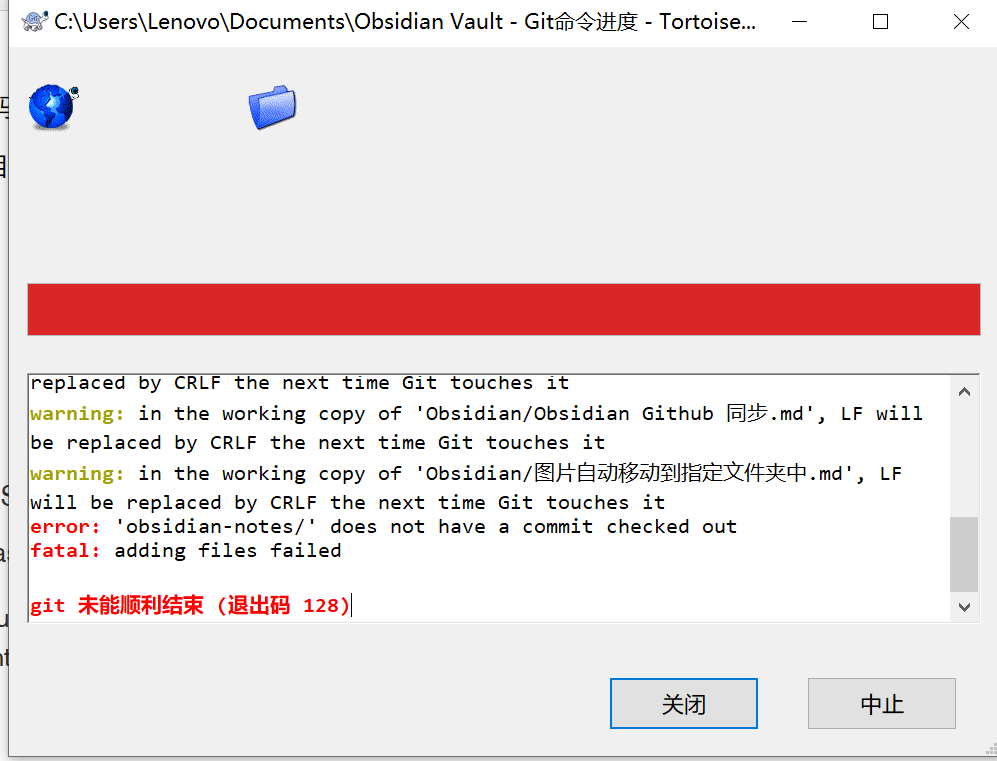 C:\Users\Lenovo\Documents\Obsidian Vault - Git命令进度 - Tortoise...
replaced by CRLF the next time Git touches it
warning: in the working copy of 'Obsidian/Obsidian Github 同步.md', LF will
be replaced by CRLF the next time Git touches it
warning: in the working copy of 'Obsidian/图片自动移动到指定文件夹中.md', LF
will be replaced by CRLF the next time Git touches it
error: 'obsidian-notes/' does not have a commit checked out
fatal: adding files failed
git 未能顺利结束 (退出码 128)
关闭
中止